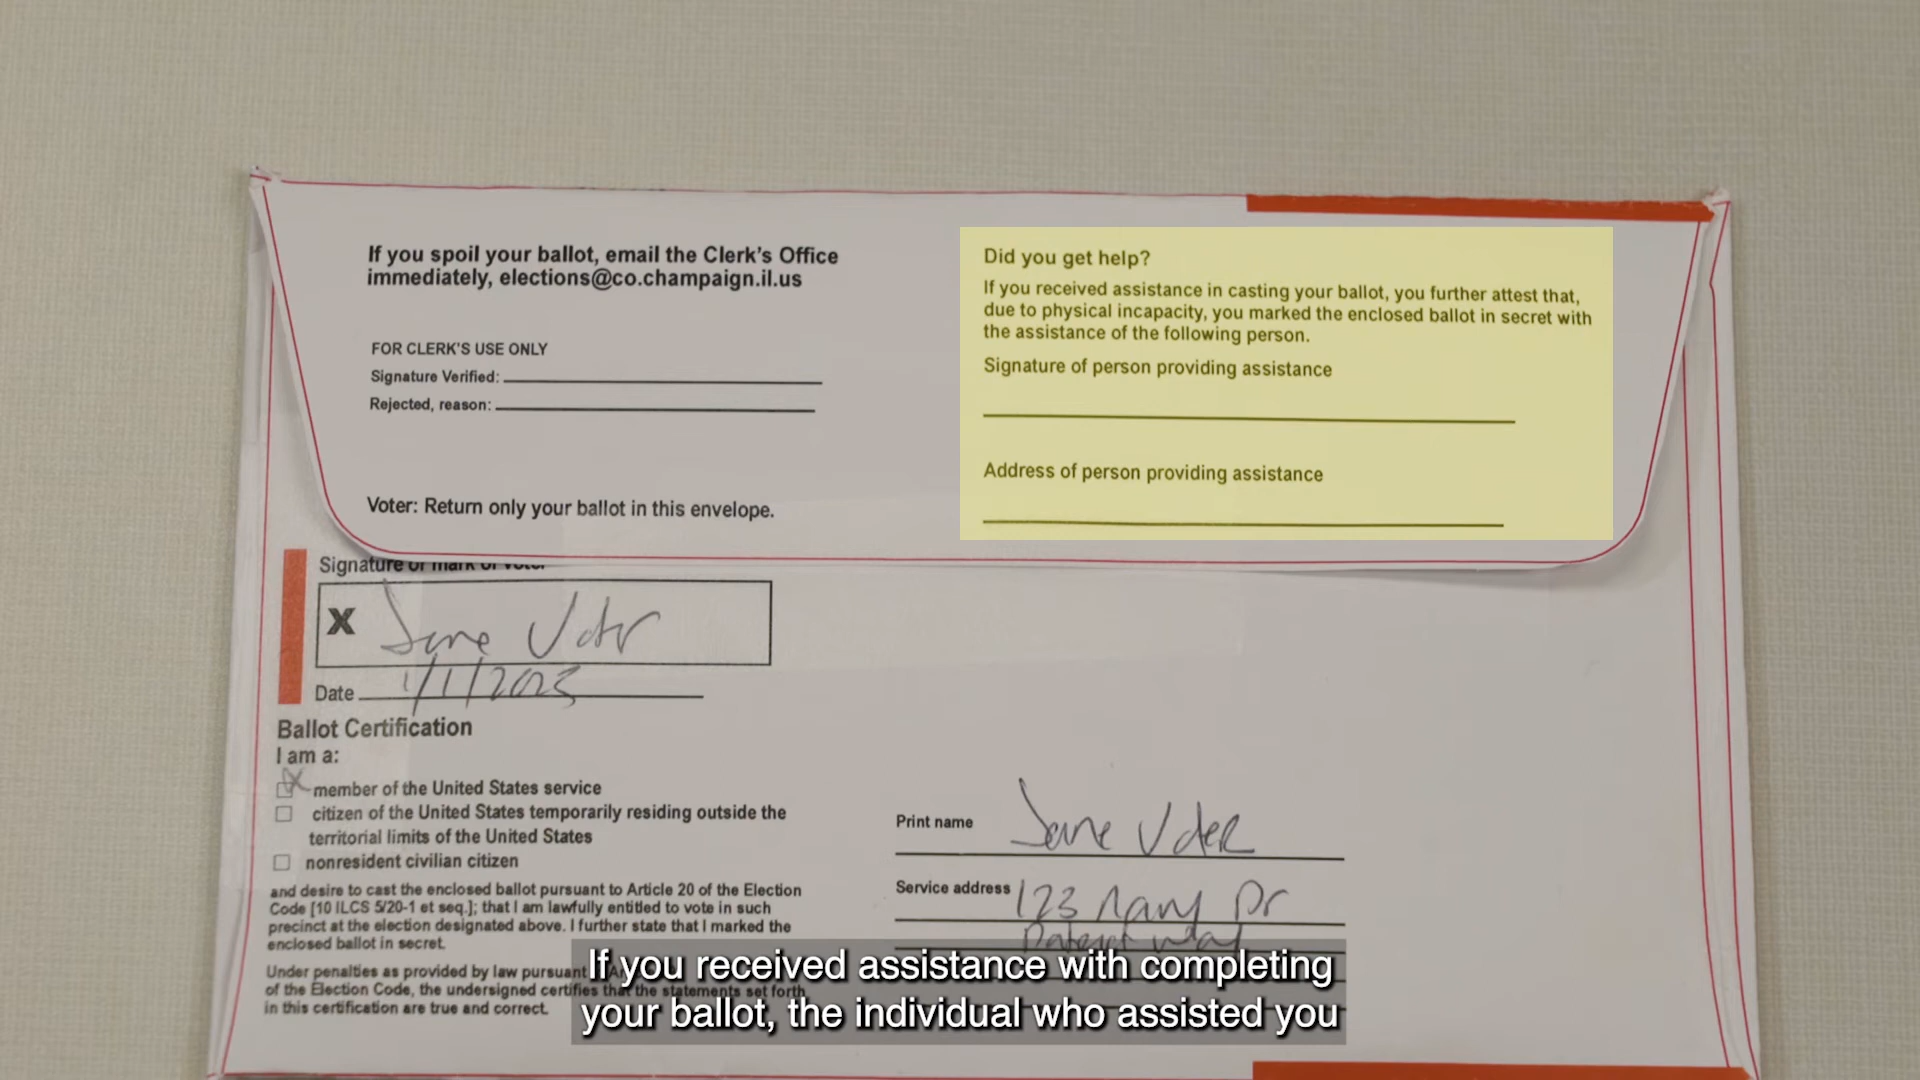 If you spoil your ballot, email the Clerk's Office
immediately, elections@co.champaign.il.us
FOR CLERK'S USE ONLY
Signature Verified:
Rejected, reason:
Voter: Return only your ballot in this envelope.
Did you get help?
If you received assistance in casting your ballot, you further attest that,
due to physical incapacity, you marked the enclosed ballot in secret with
the assistance of the following person.
Signature of person providing assistance
Address of person providing assistance
Signature or mark of voter
X Jane Voter
Date 1/1/2023
Ballot Certification
I am a:
member of the United States service
citizen of the United States temporarily residing outside the
territorial limits of the United States
nonresident civilian citizen
and desire to cast the enclosed ballot pursuant to Article 20 of the Election
Code [10 ILCS 5/20-1 et seq.]; that I am lawfully entitled to vote in such
precinct at the election designated above. I further state that I marked the
enclosed ballot in secret.
Under penalties as provided by law pursuant
of the Election Code, the undersigned certifies that the statements set forth
in this certification are true and correct.
Print name Jane Voter
Service address 123 Dr
If you received assistance with completing
your ballot, the individual who assisted you